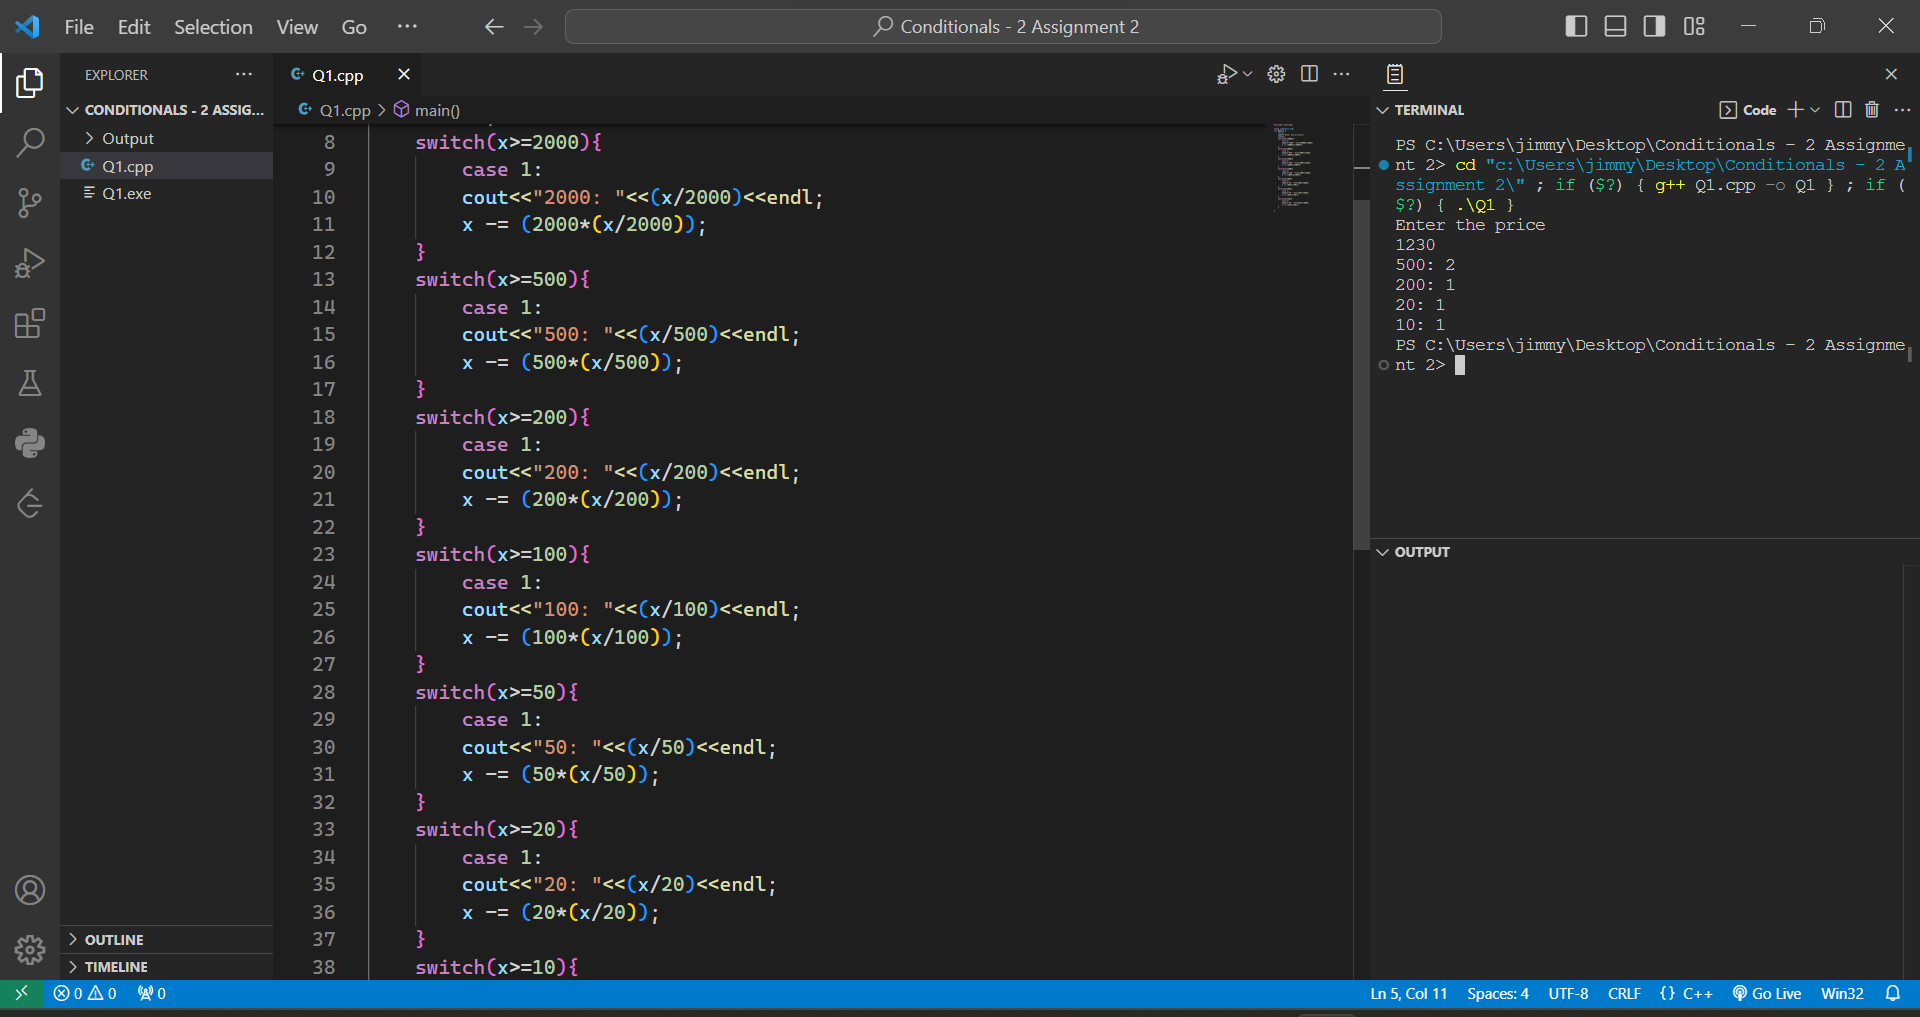 File Edit Selection View Go ··· Conditionals - 2 Assignment 2
EXPLORER ···
CONDITIONALS - 2 ASSIG...
Output
Q1.cpp
Q1.exe
OUTLINE
TIMELINE
Q1.cpp
Q1.cpp > main()
8 switch(x>=2000){
9 case 1:
10 cout<<"2000: "<<(x/2000)<<endl;
11 x -= (2000*(x/2000));
12 }
13 switch(x>=500){
14 case 1:
15 cout<<"500: "<<(x/500)<<endl;
16 x -= (500*(x/500));
17 }
18 switch(x>=200){
19 case 1:
20 cout<<"200: "<<(x/200)<<endl;
21 x -= (200*(x/200));
22 }
23 switch(x>=100){
24 case 1:
25 cout<<"100: "<<(x/100)<<endl;
26 x -= (100*(x/100));
27 }
28 switch(x>=50){
29 case 1:
30 cout<<"50: "<<(x/50)<<endl;
31 x -= (50*(x/50));
32 }
33 switch(x>=20){
34 case 1:
35 cout<<"20: "<<(x/20)<<endl;
36 x -= (20*(x/20));
37 }
38 switch(x>=10){
TERMINAL Code
PS C:\Users\jimmy\Desktop\Conditionals - 2 Assignme
nt 2> cd "c:\Users\jimmy\Desktop\Conditionals - 2 A
ssignment 2\" ; if ($?) { g++ Q1.cpp -o Q1 } ; if (
$?) { .\Q1 }
Enter the price
1230
500: 2
200: 1
20: 1
10: 1
PS C:\Users\jimmy\Desktop\Conditionals - 2 Assignme
nt 2>
OUTPUT
0 0 0 Ln 5, Col 11 Spaces: 4 UTF-8 CRLF {} C++ Go Live Win32